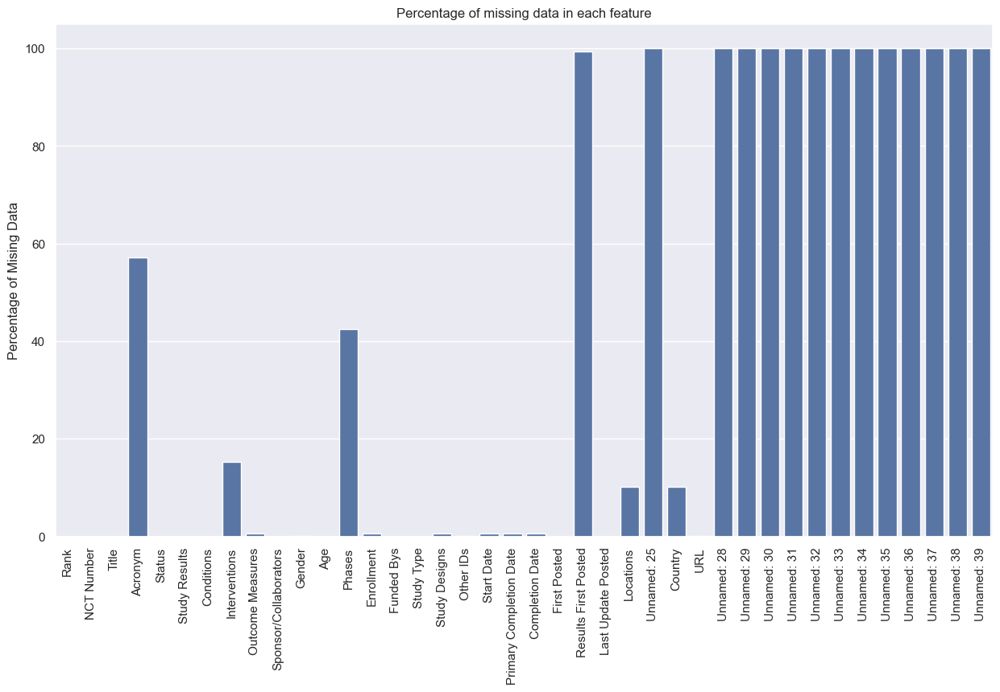 Percentage of missing data in each feature
Percentage of Mising Data
100
80
60
40
20
0
Rank
NCT Number
Title
Acronym
Status
Study Results
Conditions
Interventions
Outcome Measures
Sponsor/Collaborators
Gender
Age
Phases
Enrollment
Funded Bys
Study Type
Study Designs
Other IDs
Start Date
Primary Completion Date
Completion Date
First Posted
Results First Posted
Last Update Posted
Locations
Unnamed: 25
Country
URL
Unnamed: 28
Unnamed: 29
Unnamed: 30
Unnamed: 31
Unnamed: 32
Unnamed: 33
Unnamed: 34
Unnamed: 35
Unnamed: 36
Unnamed: 37
Unnamed: 38
Unnamed: 39